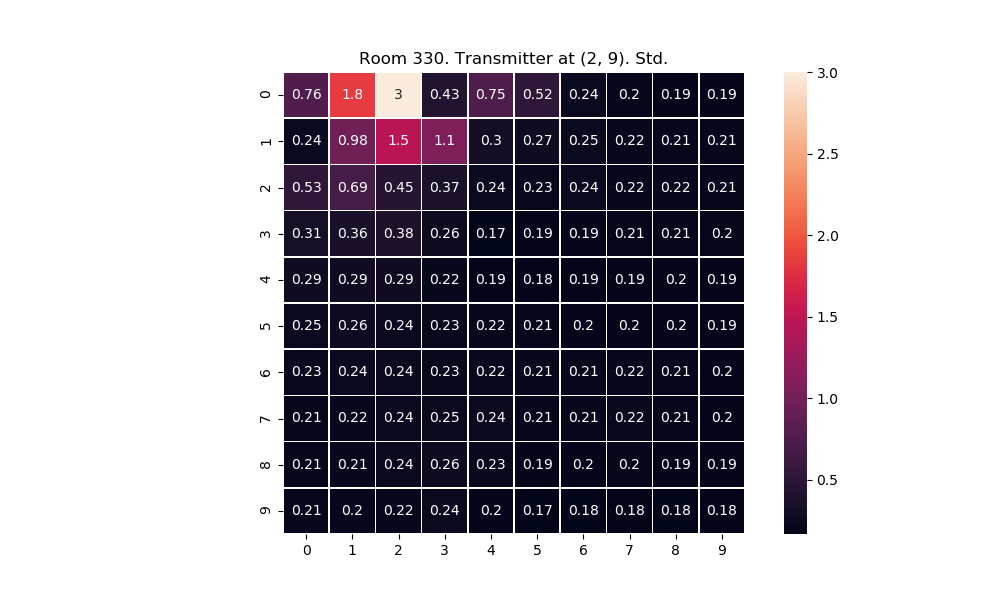 Room 330. Transmitter at (2, 9). Std.
0 0.76 1.8 3 0.43 0.75 0.52 0.24 0.2 0.19 0.19
1 0.24 0.98 1.5 1.1 0.3 0.27 0.25 0.22 0.21 0.21
2 0.53 0.69 0.45 0.37 0.24 0.23 0.24 0.22 0.22 0.21
3 0.31 0.36 0.38 0.26 0.17 0.19 0.19 0.21 0.21 0.2
4 0.29 0.29 0.29 0.22 0.19 0.18 0.19 0.19 0.2 0.19
5 0.25 0.26 0.24 0.23 0.22 0.21 0.2 0.2 0.2 0.19
6 0.23 0.24 0.24 0.23 0.22 0.21 0.21 0.22 0.21 0.2
7 0.21 0.22 0.24 0.25 0.24 0.21 0.21 0.22 0.21 0.2
8 0.21 0.21 0.24 0.26 0.23 0.19 0.2 0.2 0.19 0.19
9 0.21 0.2 0.22 0.24 0.2 0.17 0.18 0.18 0.18 0.18
0 1 2 3 4 5 6 7 8 9
3.0
2.5
2.0
1.5
1.0
0.5